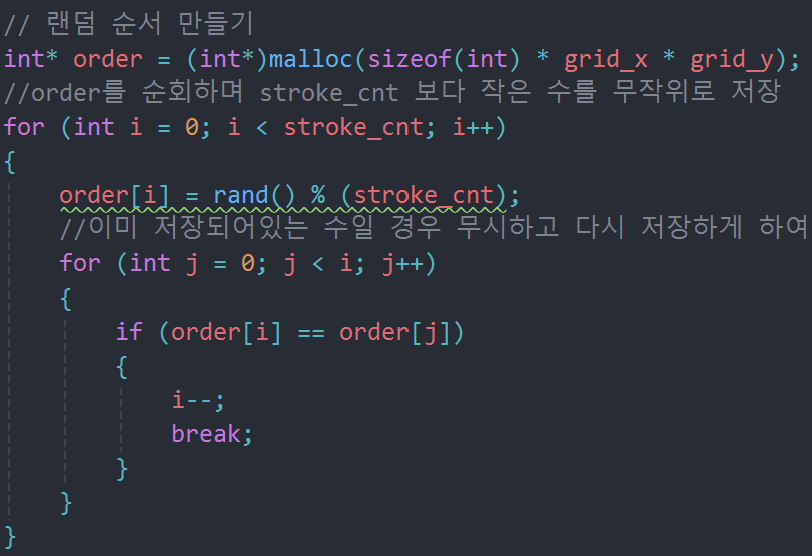 // 랜덤 순서 만들기
int* order = (int*)malloc(sizeof(int) * grid_x * grid_y);
//order를 순회하며 stroke_cnt 보다 작은 수를 무작위로 저장
for (int i = 0; i < stroke_cnt; i++)
{
    order[i] = rand() % (stroke_cnt);
    //이미 저장되어있는 수일 경우 무시하고 다시 저장하게 하여
    for (int j = 0; j < i; j++)
    {
        if (order[i] == order[j])
        {
            i--;
            break;
        }
    }
}